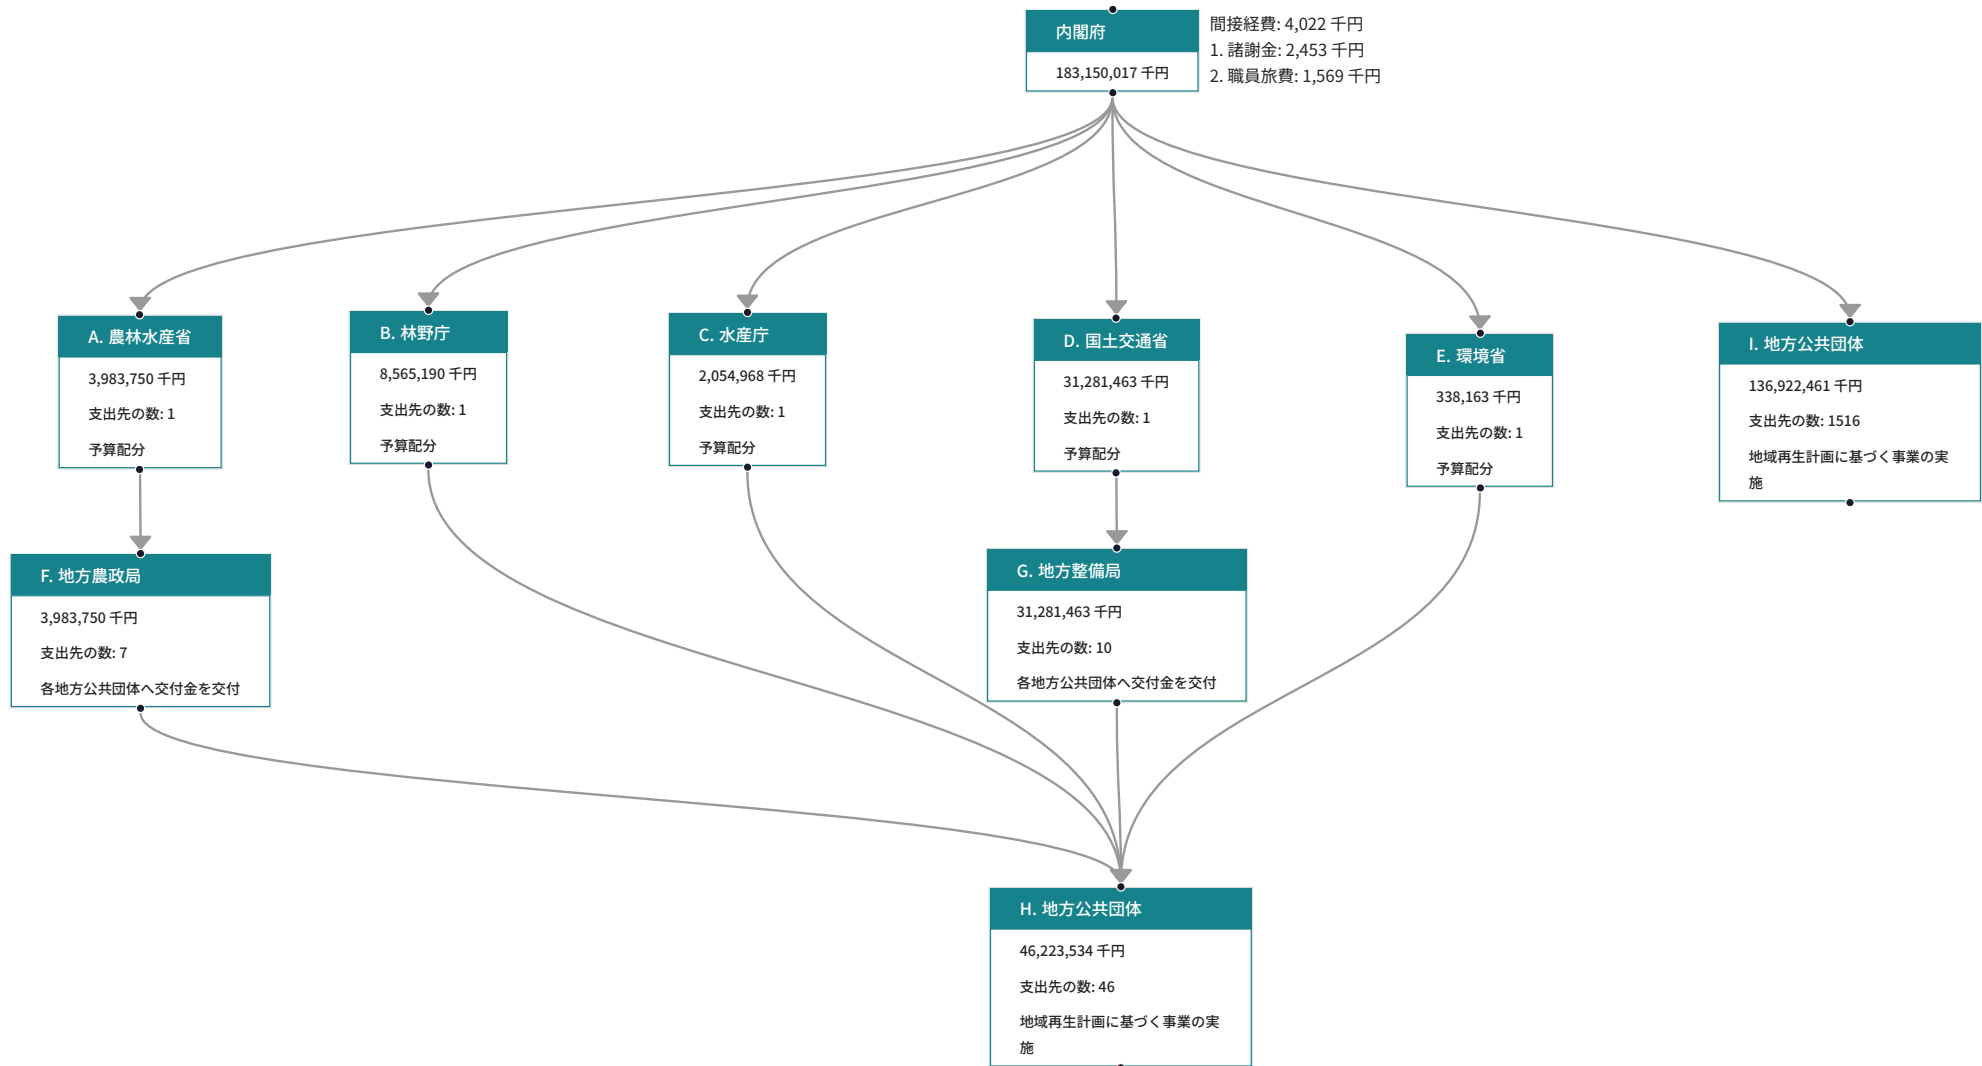 内閣府
183,150,017 千円
間接経費: 4,022 千円
1. 諸謝金: 2,453 千円
2. 職員旅費: 1,569 千円
A. 農林水産省
3,983,750 千円
支出先の数: 1
予算配分
B. 林野庁
8,565,190 千円
支出先の数: 1
予算配分
C. 水産庁
2,054,968 千円
支出先の数: 1
予算配分
D. 国土交通省
31,281,463 千円
支出先の数: 1
予算配分
E. 環境省
338,163 千円
支出先の数: 1
予算配分
I. 地方公共団体
136,922,461 千円
支出先の数: 1516
地域再生計画に基づく事業の実
施
F. 地方農政局
3,983,750 千円
支出先の数: 7
各地方公共団体へ交付金を交付
G. 地方整備局
31,281,463 千円
支出先の数: 10
各地方公共団体へ交付金を交付
H. 地方公共団体
46,223,534 千円
支出先の数: 46
地域再生計画に基づく事業の実
施